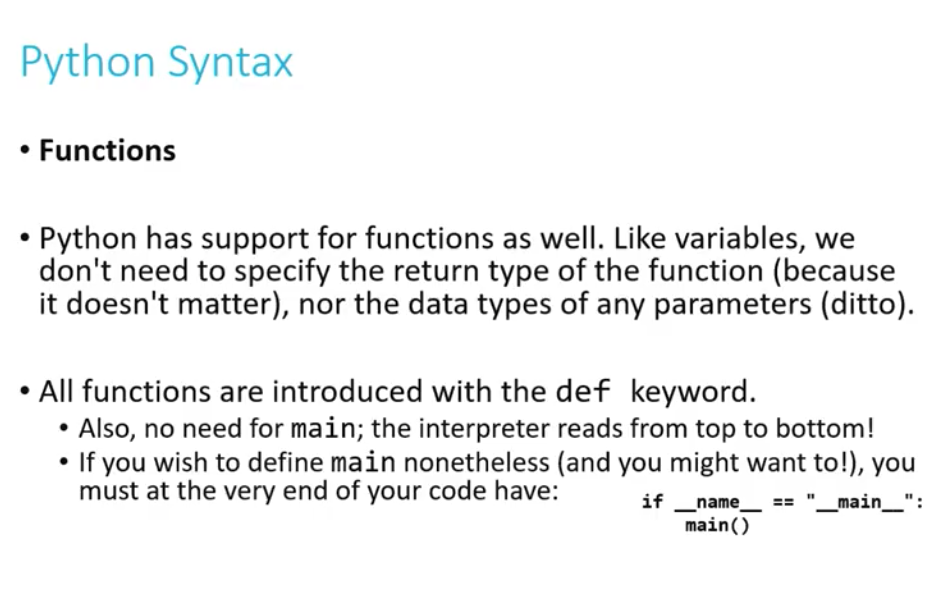 Python Syntax
• Functions
• Python has support for functions as well. Like variables, we
don't need to specify the return type of the function (because
it doesn't matter), nor the data types of any parameters (ditto).
• All functions are introduced with the def keyword.
• Also, no need for main; the interpreter reads from top to bottom!
• If you wish to define main nonetheless (and you might want to!), you
must at the very end of your code have:
if __name__ == "__main__":
main()